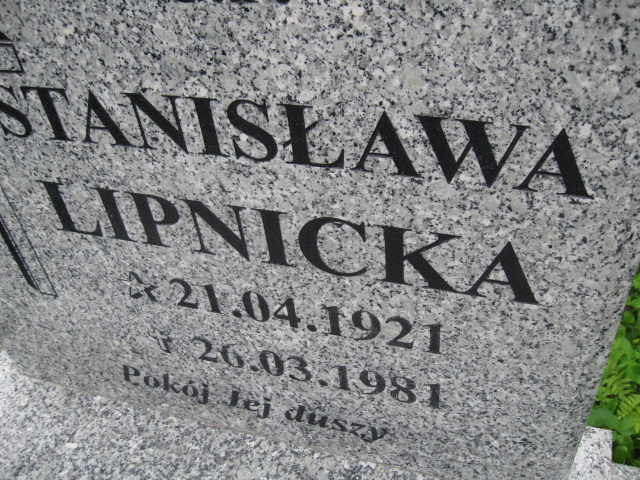 STANISŁAWA
LIPNICKA
21.04.1921
26.03.1981
Pokój Jej duszy